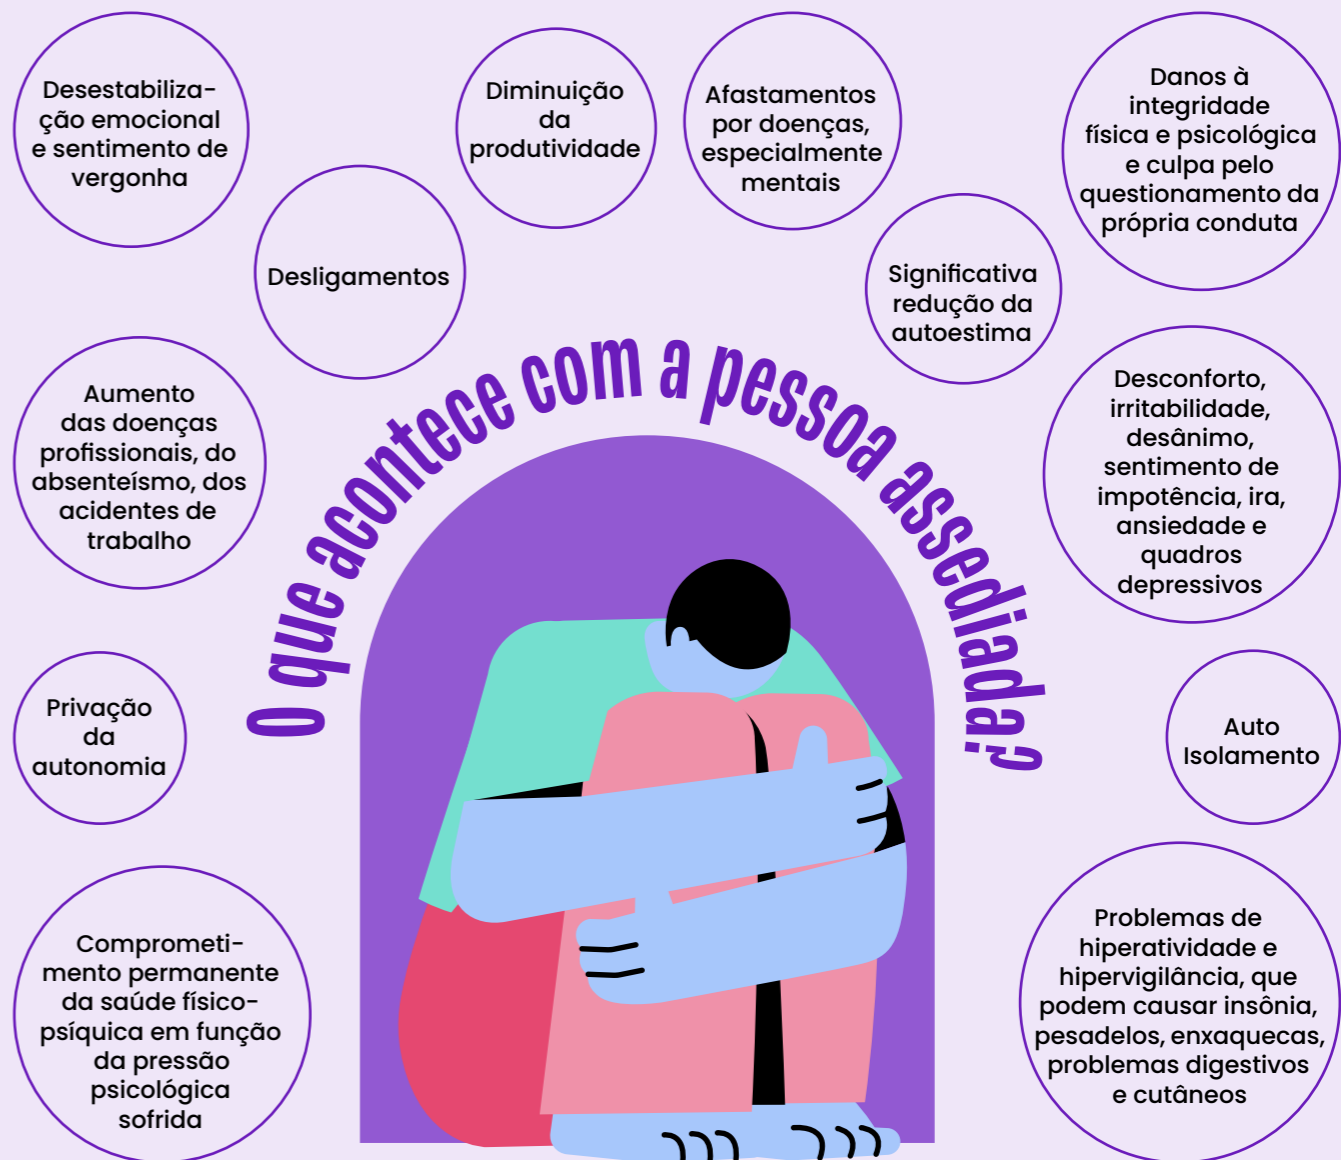 Desestabiliza-
ção emocional
e sentimento de
vergonha
Desligamentos
Diminuição
da
produtividade
Afastamentos
por doenças,
especialmente
mentais
Significativa
redução da
autoestima
Danos à
integridade
física e psicológica
e culpa pelo
questionamento da
própria conduta
O que acontece com a pessoa assediada?
Aumento
das doenças
profissionais, do
absenteísmo, dos
acidentes de
trabalho
Desconforto,
irritabilidade,
desânimo,
sentimento de
impotência, ira,
ansiedade e
quadros
depressivos
Privação
da
autonomia
Auto
Isolamento
Comprometi-
mento permanente
da saúde físico-
psíquica em função
da pressão
psicológica
sofrida
Problemas de
hiperatividade e
hipervigilância, que
podem causar insônia,
pesadelos, enxaquecas,
problemas digestivos
e cutâneos